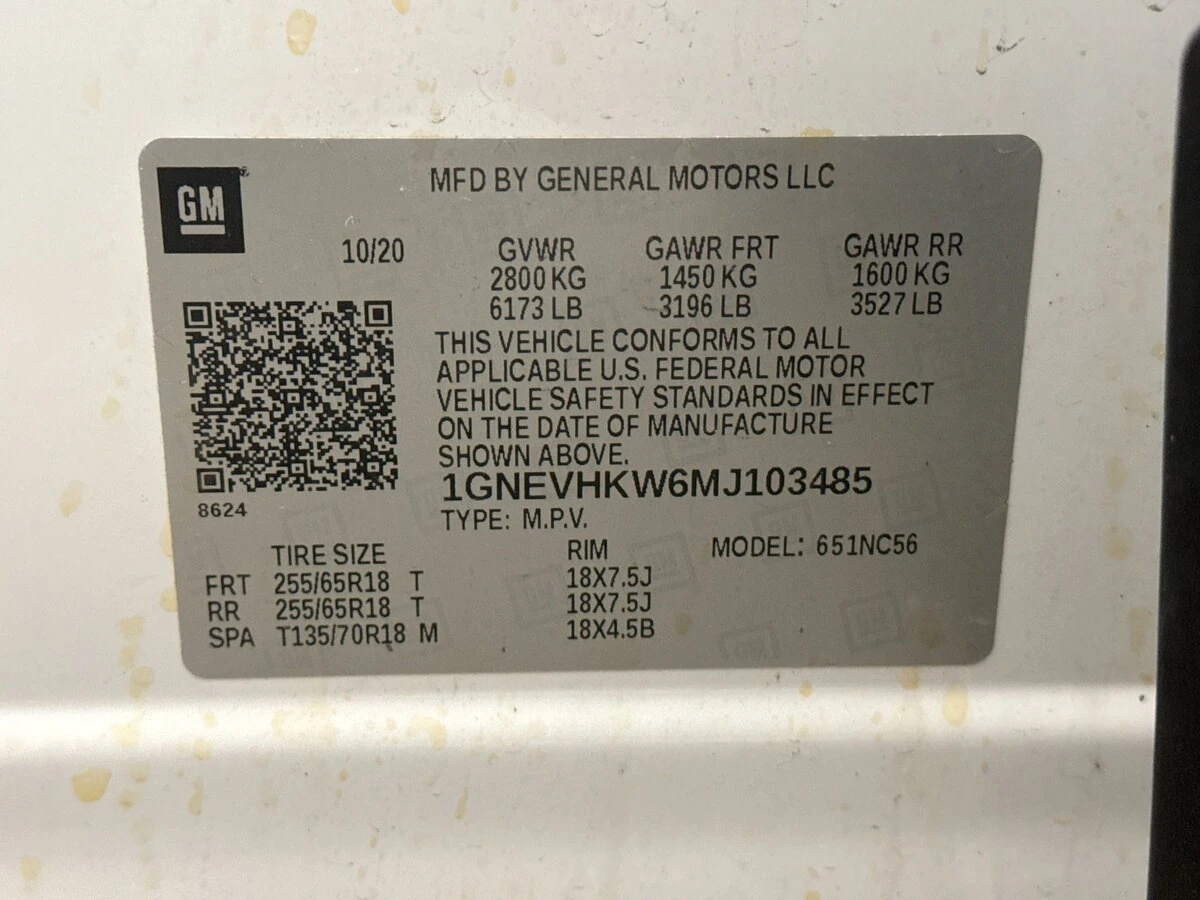 GM
MFD BY GENERAL MOTORS LLC
10/20 GVWR GAWR FRT GAWR RR
2800 KG 1450 KG 1600 KG
6173 LB 3196 LB 3527 LB
THIS VEHICLE CONFORMS TO ALL
APPLICABLE U.S. FEDERAL MOTOR
VEHICLE SAFETY STANDARDS IN EFFECT
ON THE DATE OF MANUFACTURE
SHOWN ABOVE.
1GNEVHKW6MJ103485
8624
TYPE: M.P.V.
TIRE SIZE RIM MODEL: 651NC56
FRT 255/65R18 T 18X7.5J
RR 255/65R18 T 18X7.5J
SPA T135/70R18 M 18X4.5B